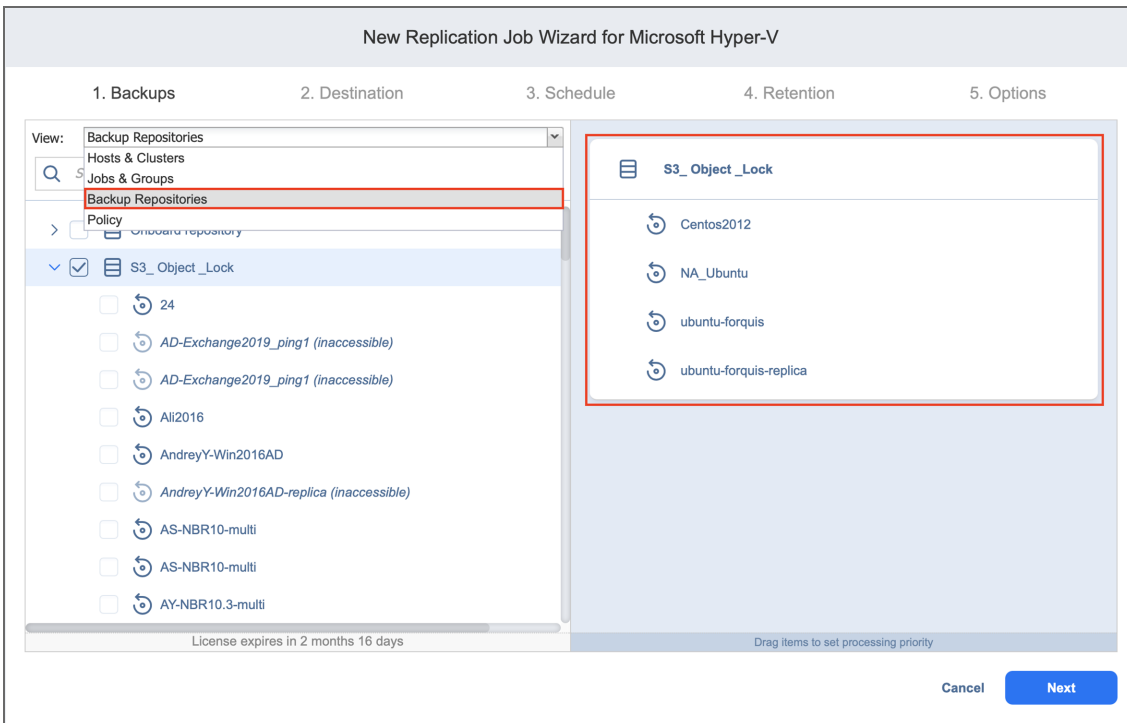 New Replication Job Wizard for Microsoft Hyper-V
1. Backups 2. Destination 3. Schedule 4. Retention 5. Options
View: Backup Repositories
Hosts & Clusters
S
Jobs & Groups
Backup Repositories
Policy
Onboard repository
S3_ Object _Lock
24
AD-Exchange2019_ping1 (inaccessible)
AD-Exchange2019_ping1 (inaccessible)
Ali2016
AndreyY-Win2016AD
AndreyY-Win2016AD-replica (inaccessible)
AS-NBR10-multi
AS-NBR10-multi
AY-NBR10.3-multi
License expires in 2 months 16 days
S3_ Object _Lock
Centos2012
NA_Ubuntu
ubuntu-forquis
ubuntu-forquis-replica
Drag items to set processing priority
Cancel Next